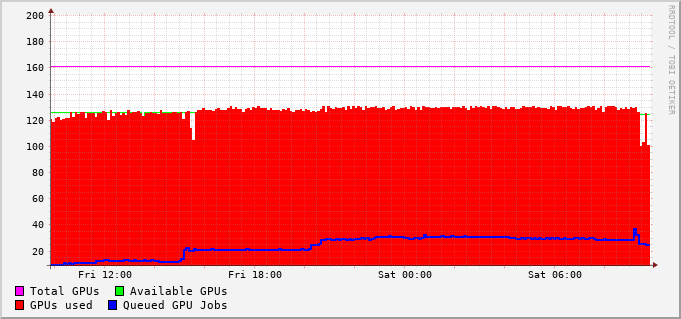 200
180
160
140
120
100
80
60
40
20
Fri 12:00 Fri 18:00 Sat 00:00 Sat 06:00
Total GPUs Available GPUs
GPUs used Queued GPU Jobs
RRDTOOL / TOBI OETIKER